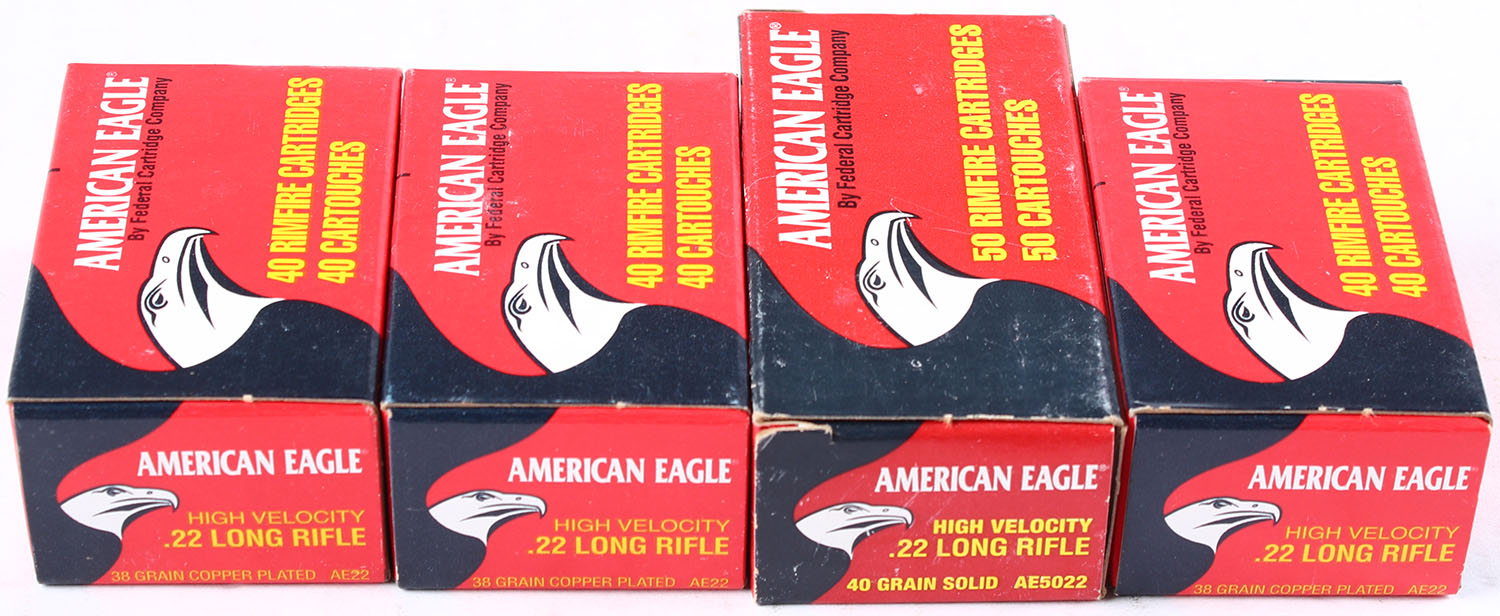 AMERICAN EAGLE®
By Federal Cartridge Company
40 RIMFIRE CARTRIDGES
40 CARTOUCHES
AMERICAN EAGLE
HIGH VELOCITY
.22 LONG RIFLE
38 GRAIN COPPER PLATED AE22
AMERICAN EAGLE®
By Federal Cartridge Company
40 RIMFIRE CARTRIDGES
40 CARTOUCHES
AMERICAN EAGLE
HIGH VELOCITY
.22 LONG RIFLE
38 GRAIN COPPER PLATED AE22
AMERICAN EAGLE®
By Federal Cartridge Company
50 RIMFIRE CARTRIDGES
50 CARTOUCHES
AMERICAN EAGLE®
HIGH VELOCITY
.22 LONG RIFLE
40 GRAIN SOLID AE5022
AMERICAN EAGLE®
By Federal Cartridge Company
40 RIMFIRE CARTRIDGES
40 CARTOUCHES
AMERICAN EAGLE
HIGH VELOCITY
.22 LONG RIFLE
38 GRAIN COPPER PLATED AE22